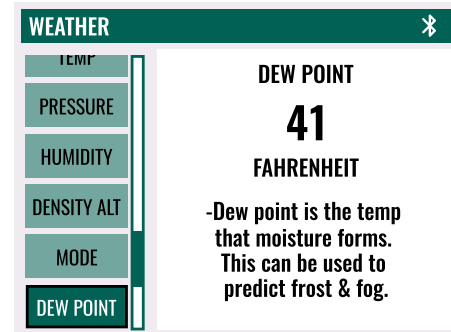 WEATHER
TEMP
PRESSURE
HUMIDITY
DENSITY ALT
MODE
DEW POINT
DEW POINT
41
FAHRENHEIT
-Dew point is the temp
that moisture forms.
This can be used to
predict frost & fog.